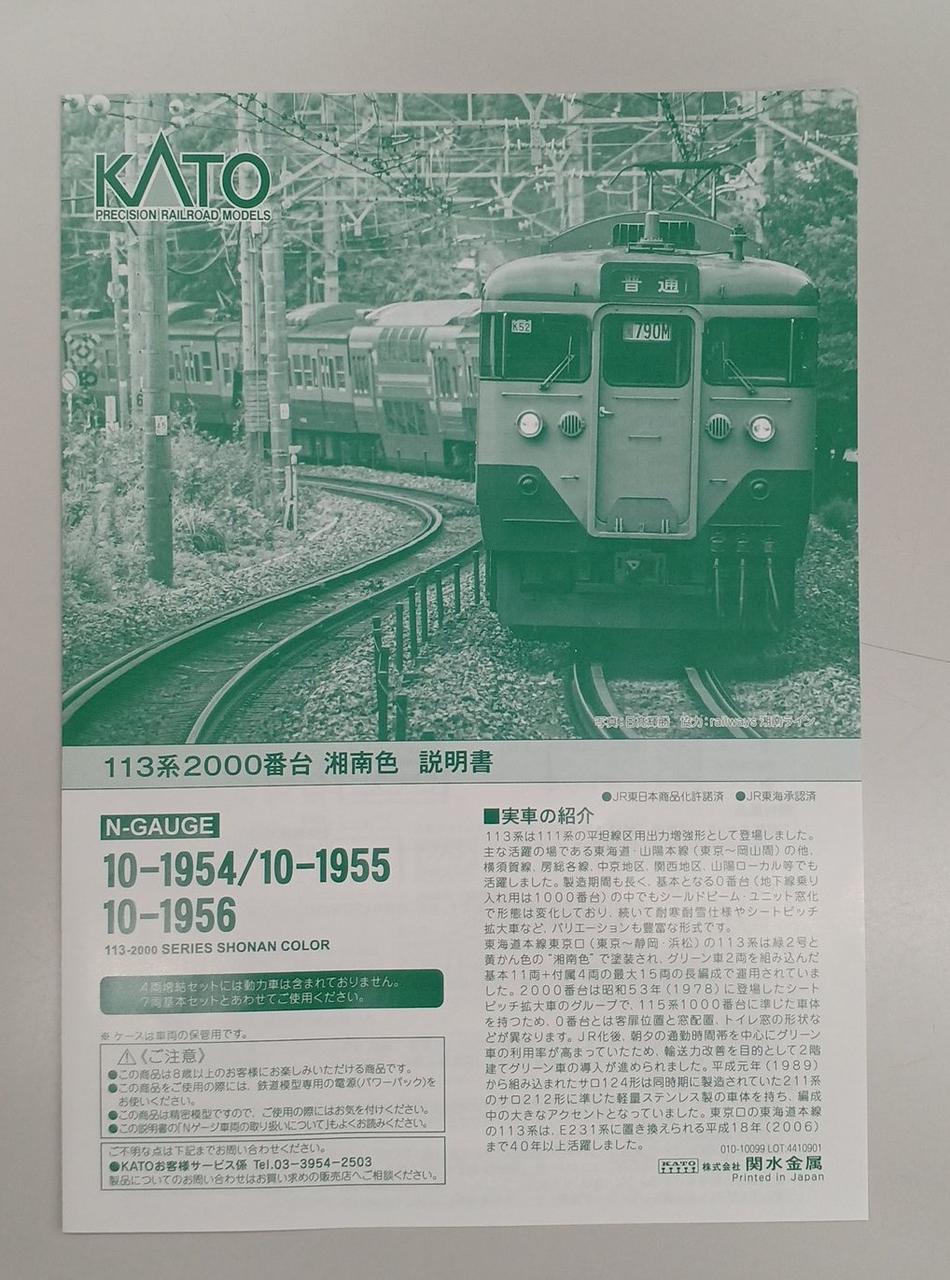 KATO
PRECISION RAILROAD MODELS
普通
K52
790M
協力：railways 湘南ライン
113系2000番台 湘南色 説明書
●JR東日本商品化許諾済 ●JR東海承認済
N-GAUGE
10-1954/10-1955
10-1956
113-2000 SERIES SHONAN COLOR
4両増結セットには動力車は含まれておりません。
7両基本セットとあわせてご使用ください。
※ ケースは車両の保管用です。
⚠《ご注意》
●この商品は8歳以上のお客様にお楽しみいただける商品です。
●この商品をご使用の際には、鉄道模型専用の電源(パワーパック)を
お使いください。
●この商品は精密模型ですので、ご使用の際にはお気を付けください。
●この説明書の「Nゲージ車両の取り扱いについて」もよくお読みください。
ご不明な点は下記までお問い合わせください。
●KATOお客様サービス係 Tel.03-3954-2503
製品についてのお問い合わせはお買い求めの販売店へご相談ください。
■実車の紹介
113系は111系の平坦線区用出力増強形として登場しました。
主な活躍の場である東海道・山陽本線（東京～岡山間）の他、
横須賀線、房総各線、中京地区、関西地区、山陽ローカル等でも
活躍しました。製造期間も長く、基本となる0番台（地下線乗り
入れ用は1000番台）の中でもシールドビーム・ユニット窓化
で形態は変化しており、続いて耐寒耐雪仕様やシートピッチ
拡大車など、バリエーションも豊富な形式です。
東海道本線東京口（東京～静岡・浜松）の113系は緑2号と
黄かん色の“湘南色”で塗装され、グリーン車2両を組み込んだ
基本11両+付属4両の最大15両の長編成で運用されていま
した。2000番台は昭和53年（1978）に登場したシート
ピッチ拡大車のグループで、115系1000番台に準じた車体
を持つため、0番台とは客扉位置と窓配置、トイレ窓の形状な
どが異なります。JR化後、朝夕の通勤時間帯を中心にグリーン
車の利用率が高まっていたため、輸送力改善を目的として2階
建てグリーン車の導入が進められました。平成元年（1989）
から組み込まれたサロ124形は同時期に製造されていた211系
のサロ212形に準じた軽量ステンレス製の車体を持ち、編成
中の大きなアクセントとなっていました。東京口の東海道本線
の113系は、E231系に置き換えられる平成18年（2006）
まで40年以上活躍しました。
010-10099 LOT:4410901
KATO 株式会社 関水金属
Printed in Japan